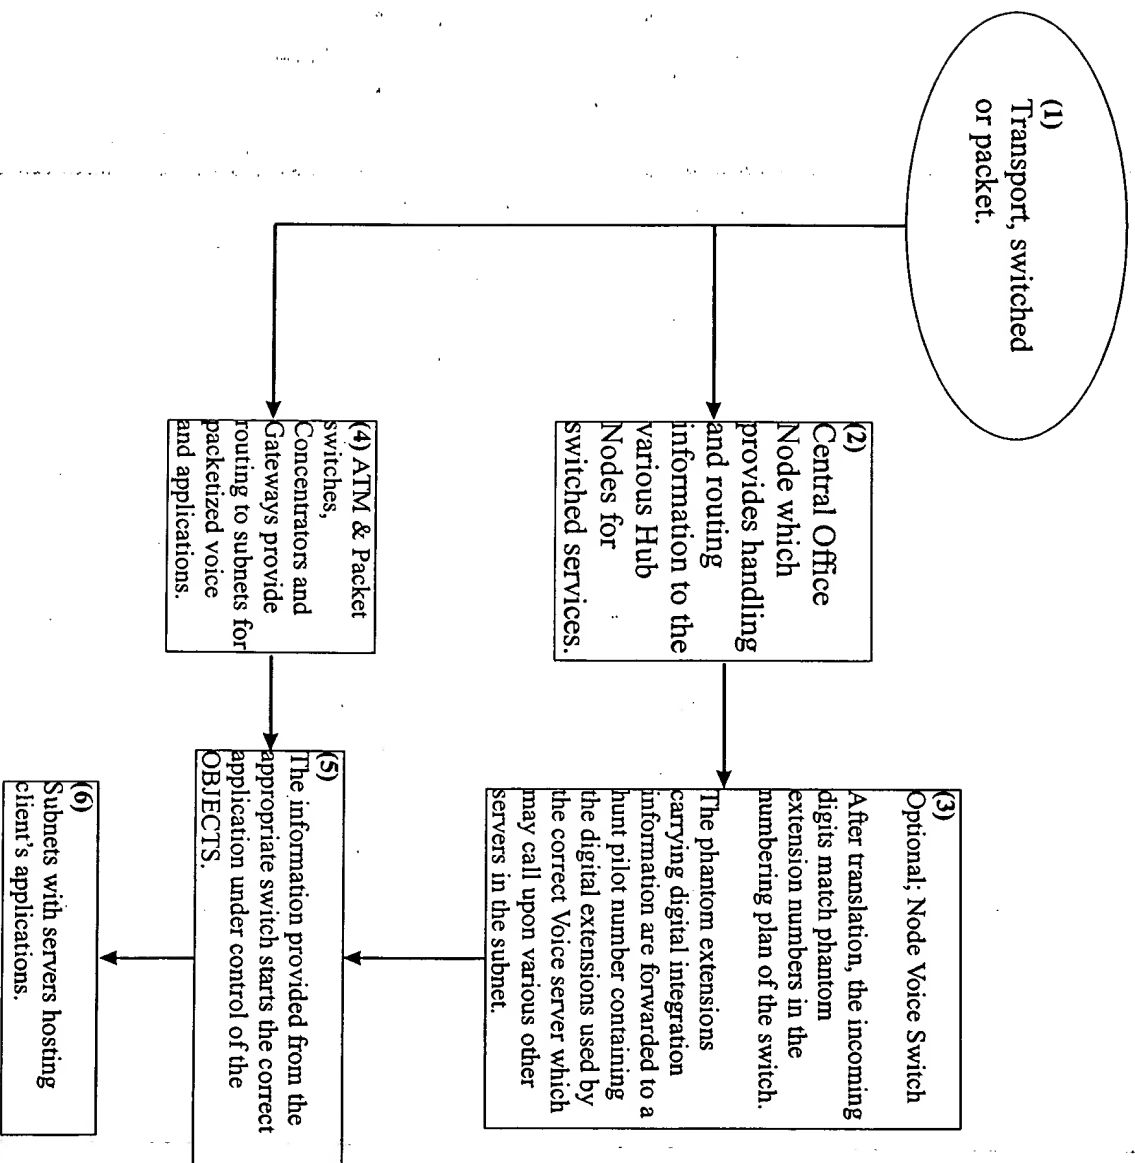 (1)
Transport, switched
or packet.
(2)
Central Office
Node which
provides handling
and routing
information to the
various Hub
Nodes for
switched services.
(3)
Optional; Node Voice Switch
After translation, the incoming
digits match phantom
extension numbers in the
numbering plan of the switch.
The phantom extensions
carrying digital integration
information are forwarded to a
hunt pilot number containing
the digital extensions used by
the correct Voice server which
may call upon various other
servers in the subnet.
(4) ATM & Packet
switches,
Concentrators and
Gateways provide
routing to subnets for
packetized voice
and applications.
(5)
The information provided from the
appropriate switch starts the correct
application under control of the
OBJECTS.
(6)
Subnets with servers hosting
client's applications.